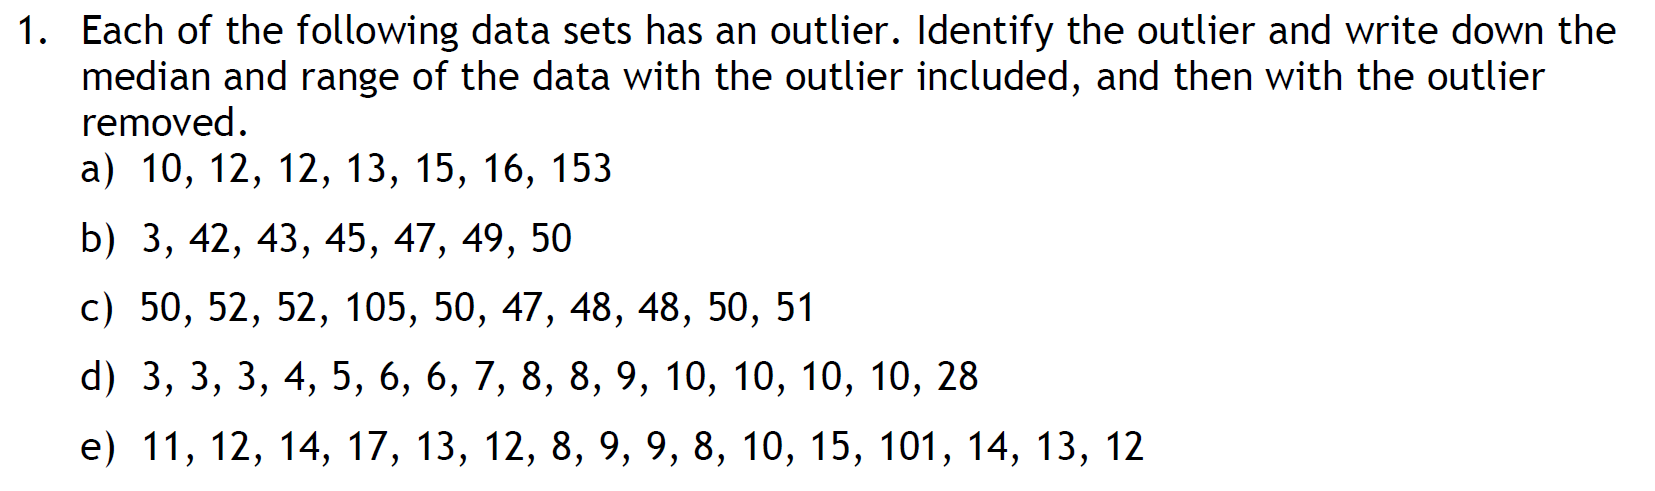 1. Each of the following data sets has an outlier. Identify the outlier and write down the
median and range of the data with the outlier included, and then with the outlier
removed.
a) 10, 12, 12, 13, 15, 16, 153
b) 3, 42, 43, 45, 47, 49, 50
c) 50, 52, 52, 105, 50, 47, 48, 48, 50, 51
d) 3, 3, 3, 4, 5, 6, 6, 7, 8, 8, 9, 10, 10, 10, 10, 28
e) 11, 12, 14, 17, 13, 12, 8, 9, 9, 8, 10, 15, 101, 14, 13, 12